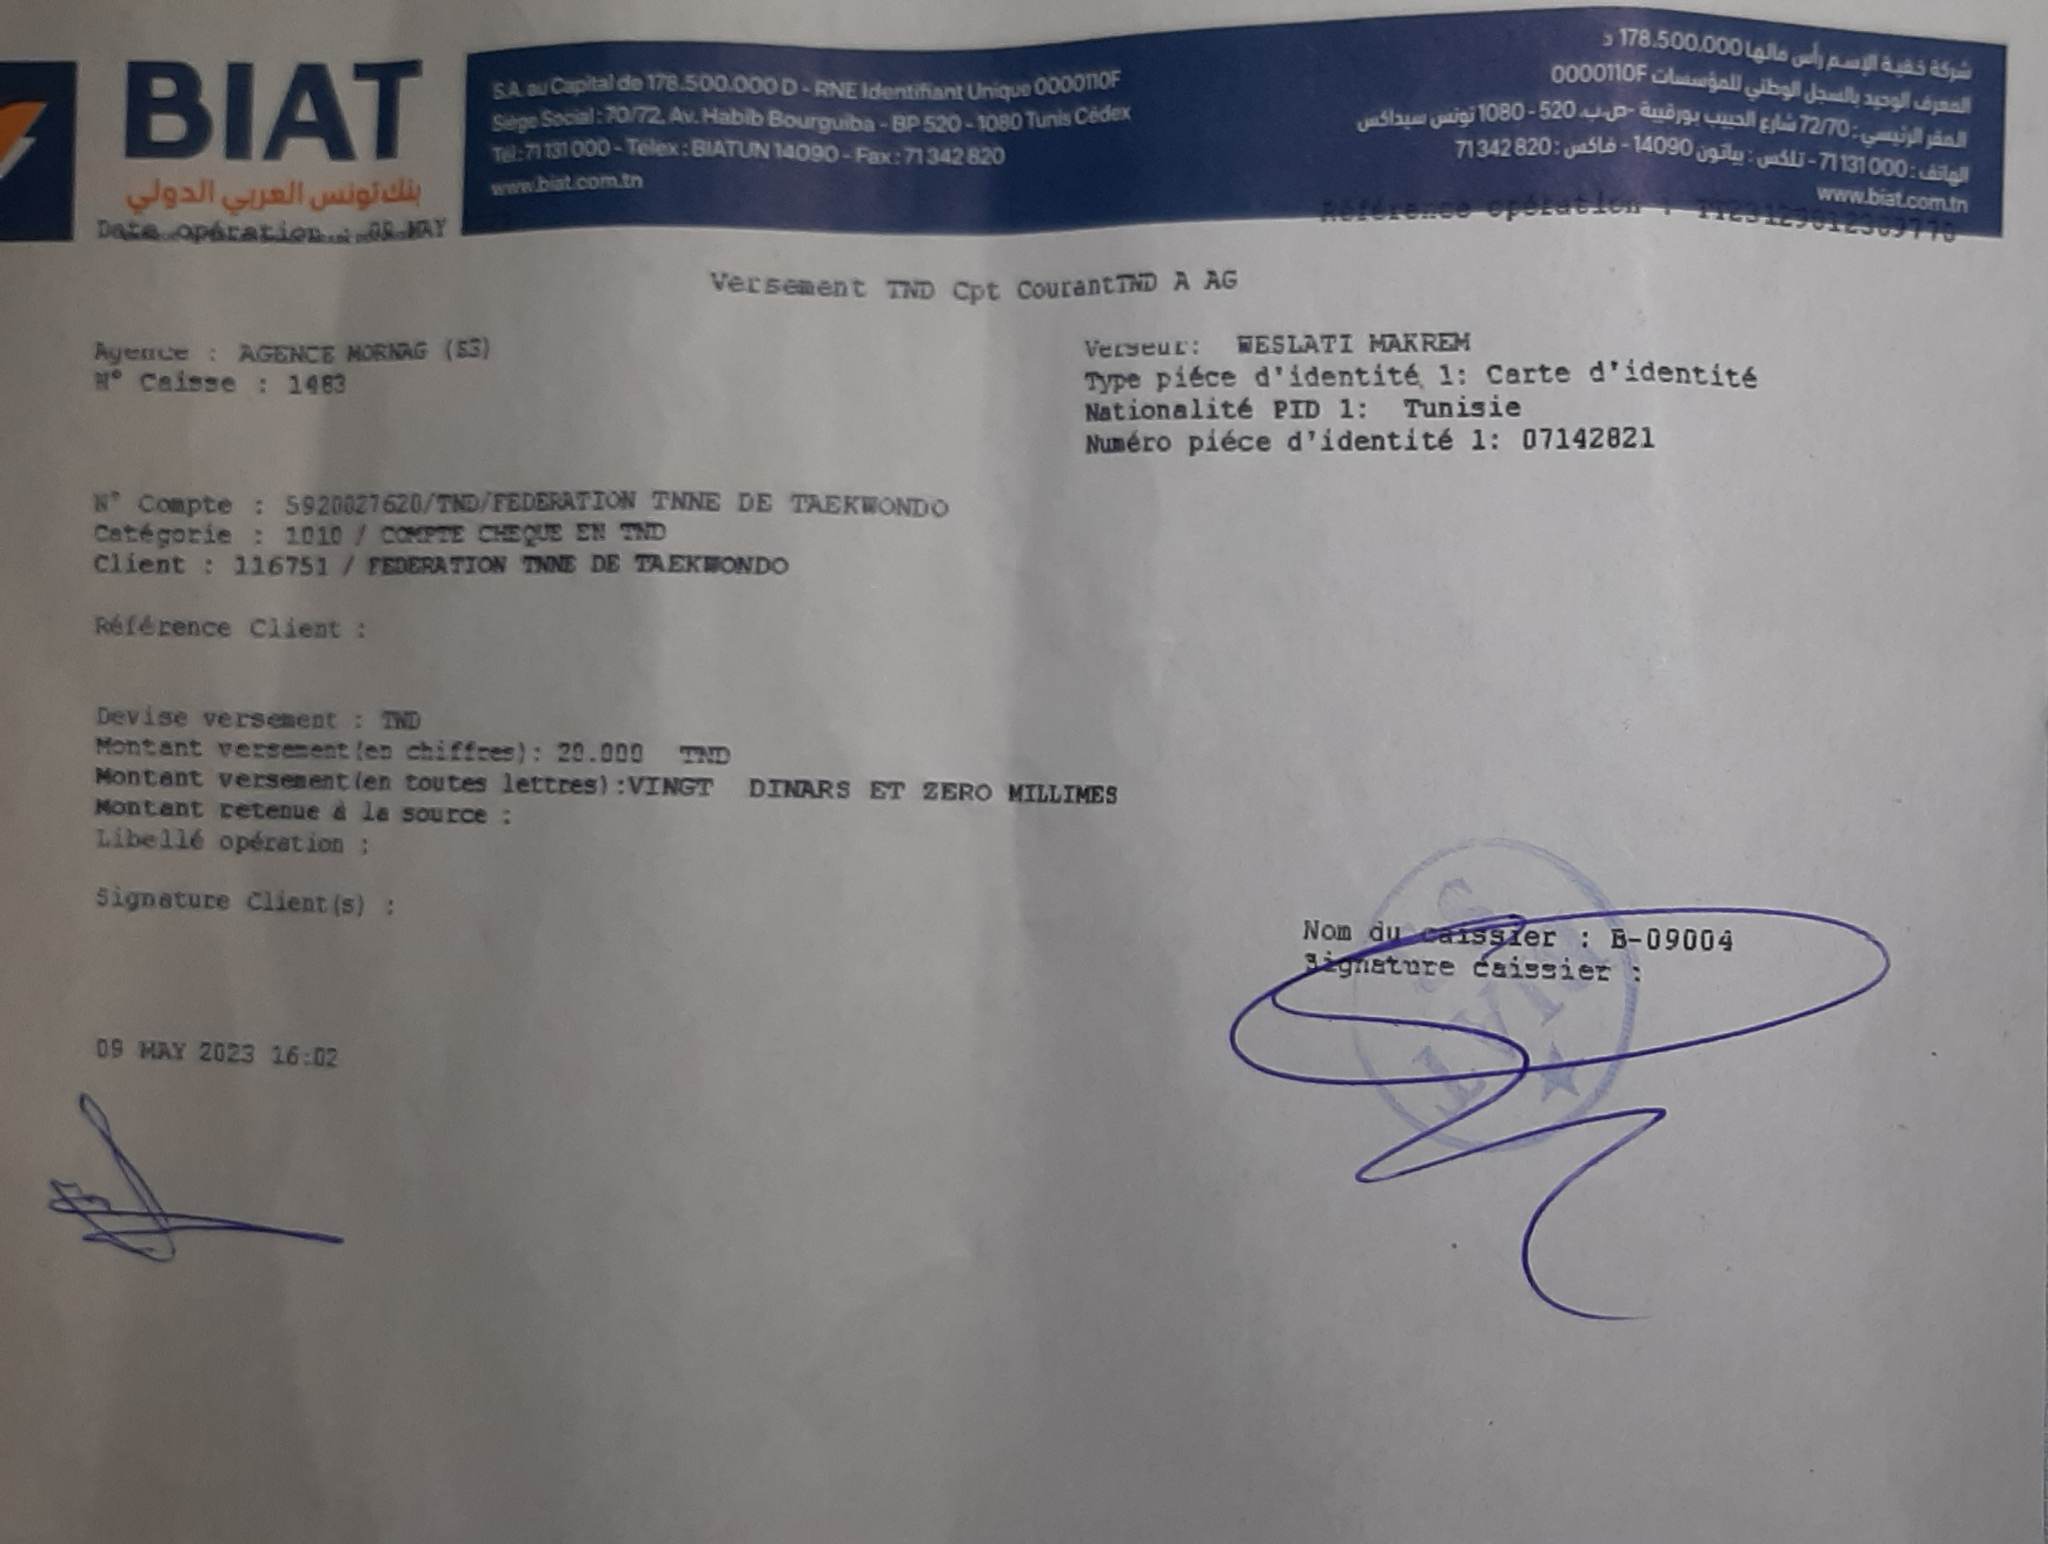 BIAT
بنك تونس العربي الدولي
S.A. au Capital de 178.500.000 D - RNE Identifiant Unique 0000110F
Siège Social : 70/72, Av. Habib Bourguiba - BP 520 - 1080 Tunis Cédex
Tél : 71 131 000 - Telex : BIATUN 14090 - Fax : 71 342 820
www.biat.com.tn
شركة خفية الإسم رأس مالها 178.500.000 د
المعرف الوحيد بالسجل الوطني للمؤسسات 0000110F
المقر الرئيسي : 72/70 شارع الحبيب بورقيبة -ص.ب. 520 - 1080 تونس سيداكس
الهاتف : 71 131 000 - تلكس : بياتون 14090 - فاكس : 820 342 71
www.biat.com.tn
Date opération : 09 MAY
Référence opération :
Versement TND Cpt CourantTND A AG
Agence : AGENCE MORNAG (53)
N° Caisse : 1483
Verseur: WESLATI MAKREM
Type piéce d'identité 1: Carte d'identité
Nationalité PID 1: Tunisie
Numéro piéce d'identité 1: 07142821
N° Compte : 5920027620/TND/FEDERATION TNNE DE TAEKWONDO
Catégorie : 1010 / COMPTE CHEQUE EN TND
Client : 116751 / FEDERATION TNNE DE TAEKWONDO
Référence Client :
Devise versement : TND
Montant versement(en chiffres): 20.000 TND
Montant versement(en toutes lettres):VINGT DINARS ET ZERO MILLIMES
Montant retenue à la source :
Libellé opération :
Signature Client(s) :
Nom du caissier : B-09004
Signature caissier :
BIAT
09 MAY 2023 16:02